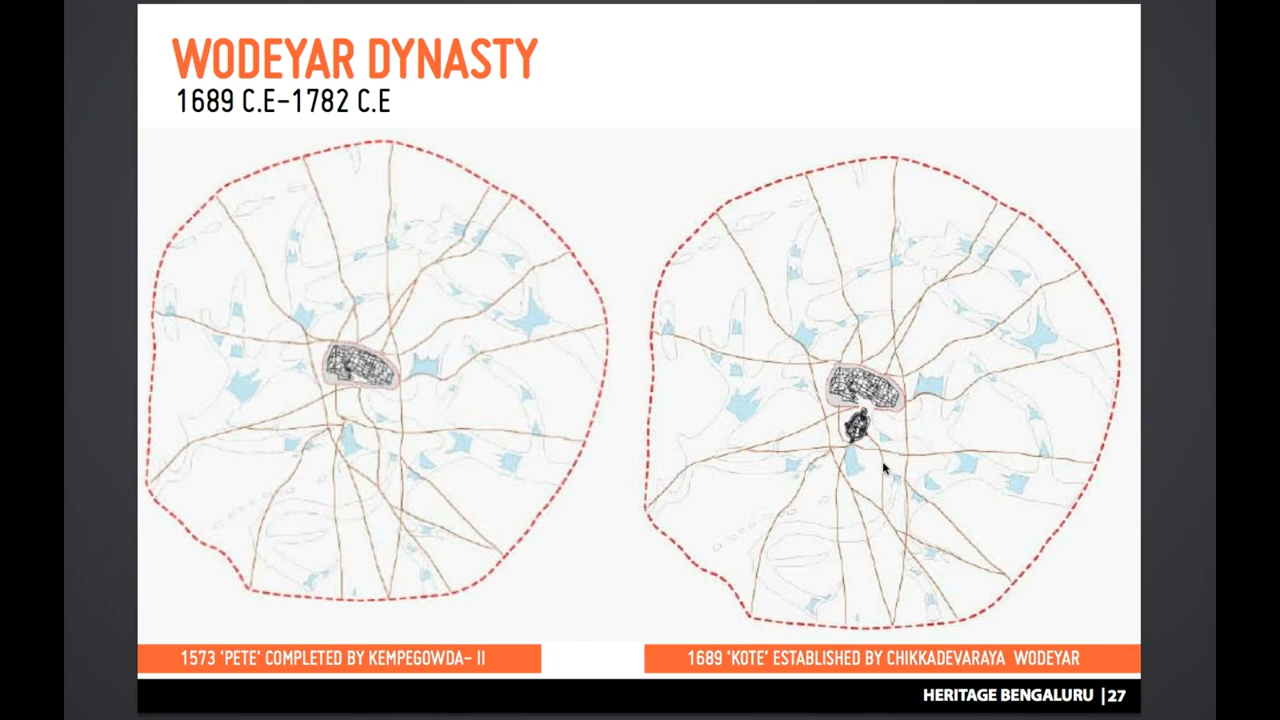 WODEYAR DYNASTY
1689 C.E-1782 C.E
1573 'PETE' COMPLETED BY KEMPEGOWDA- II
1689 'KOTE' ESTABLISHED BY CHIKKADEVARAYA WODEYAR
HERITAGE BENGALURU |27